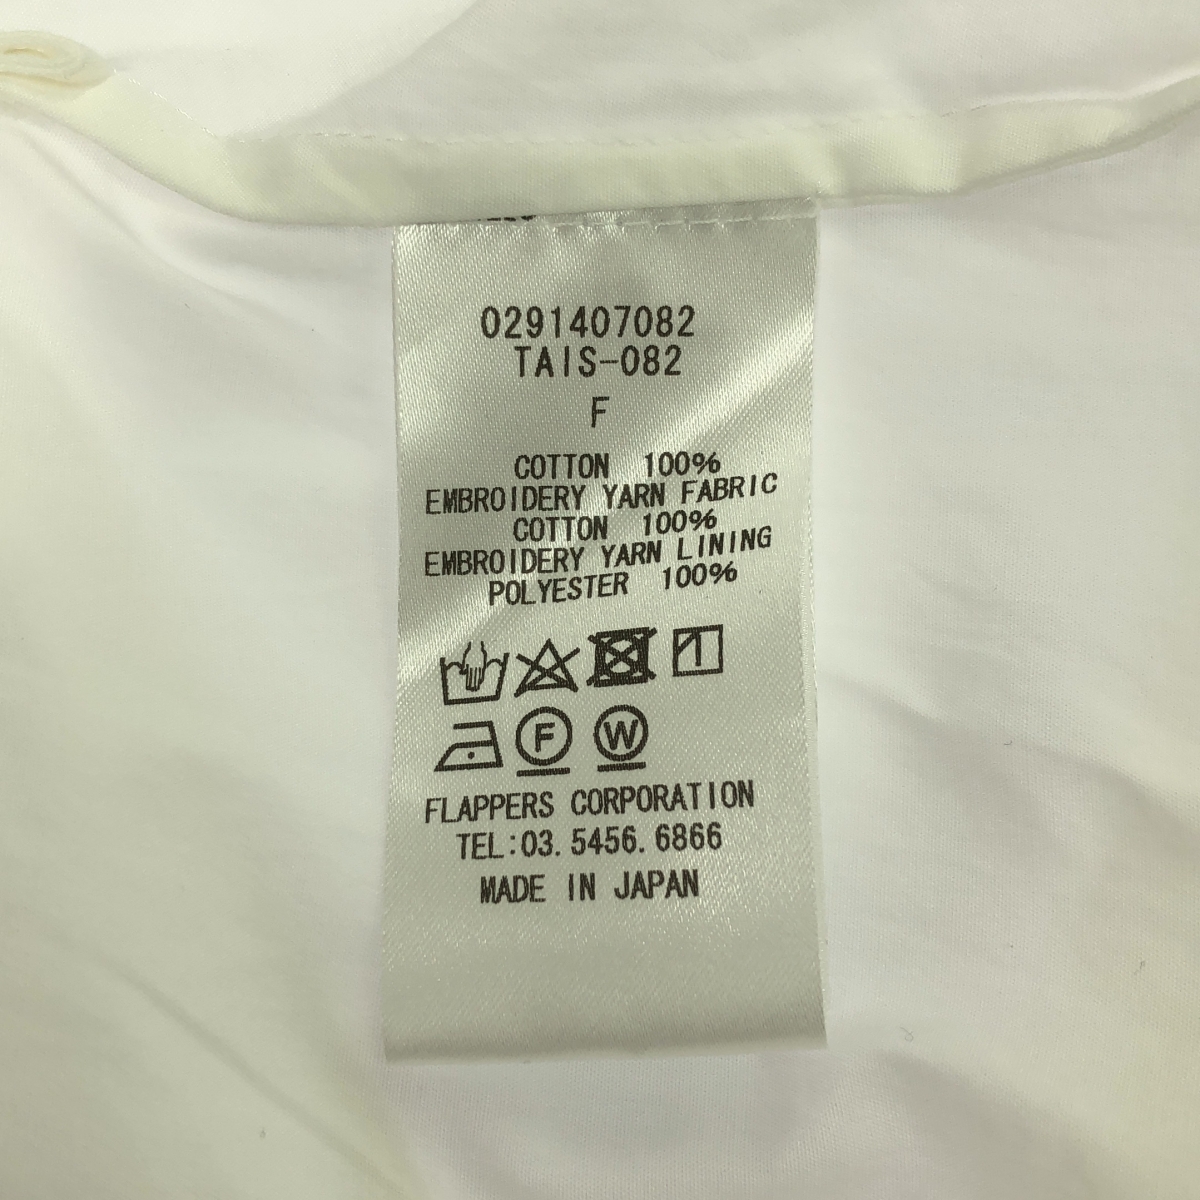 0291407082
TAIS-082
F
COTTON 100%
EMBROIDERY YARN FABRIC
COTTON 100%
EMBROIDERY YARN LINING
POLYESTER 100%
F W
FLAPPERS CORPORATION
TEL:03.5456.6866
MADE IN JAPAN